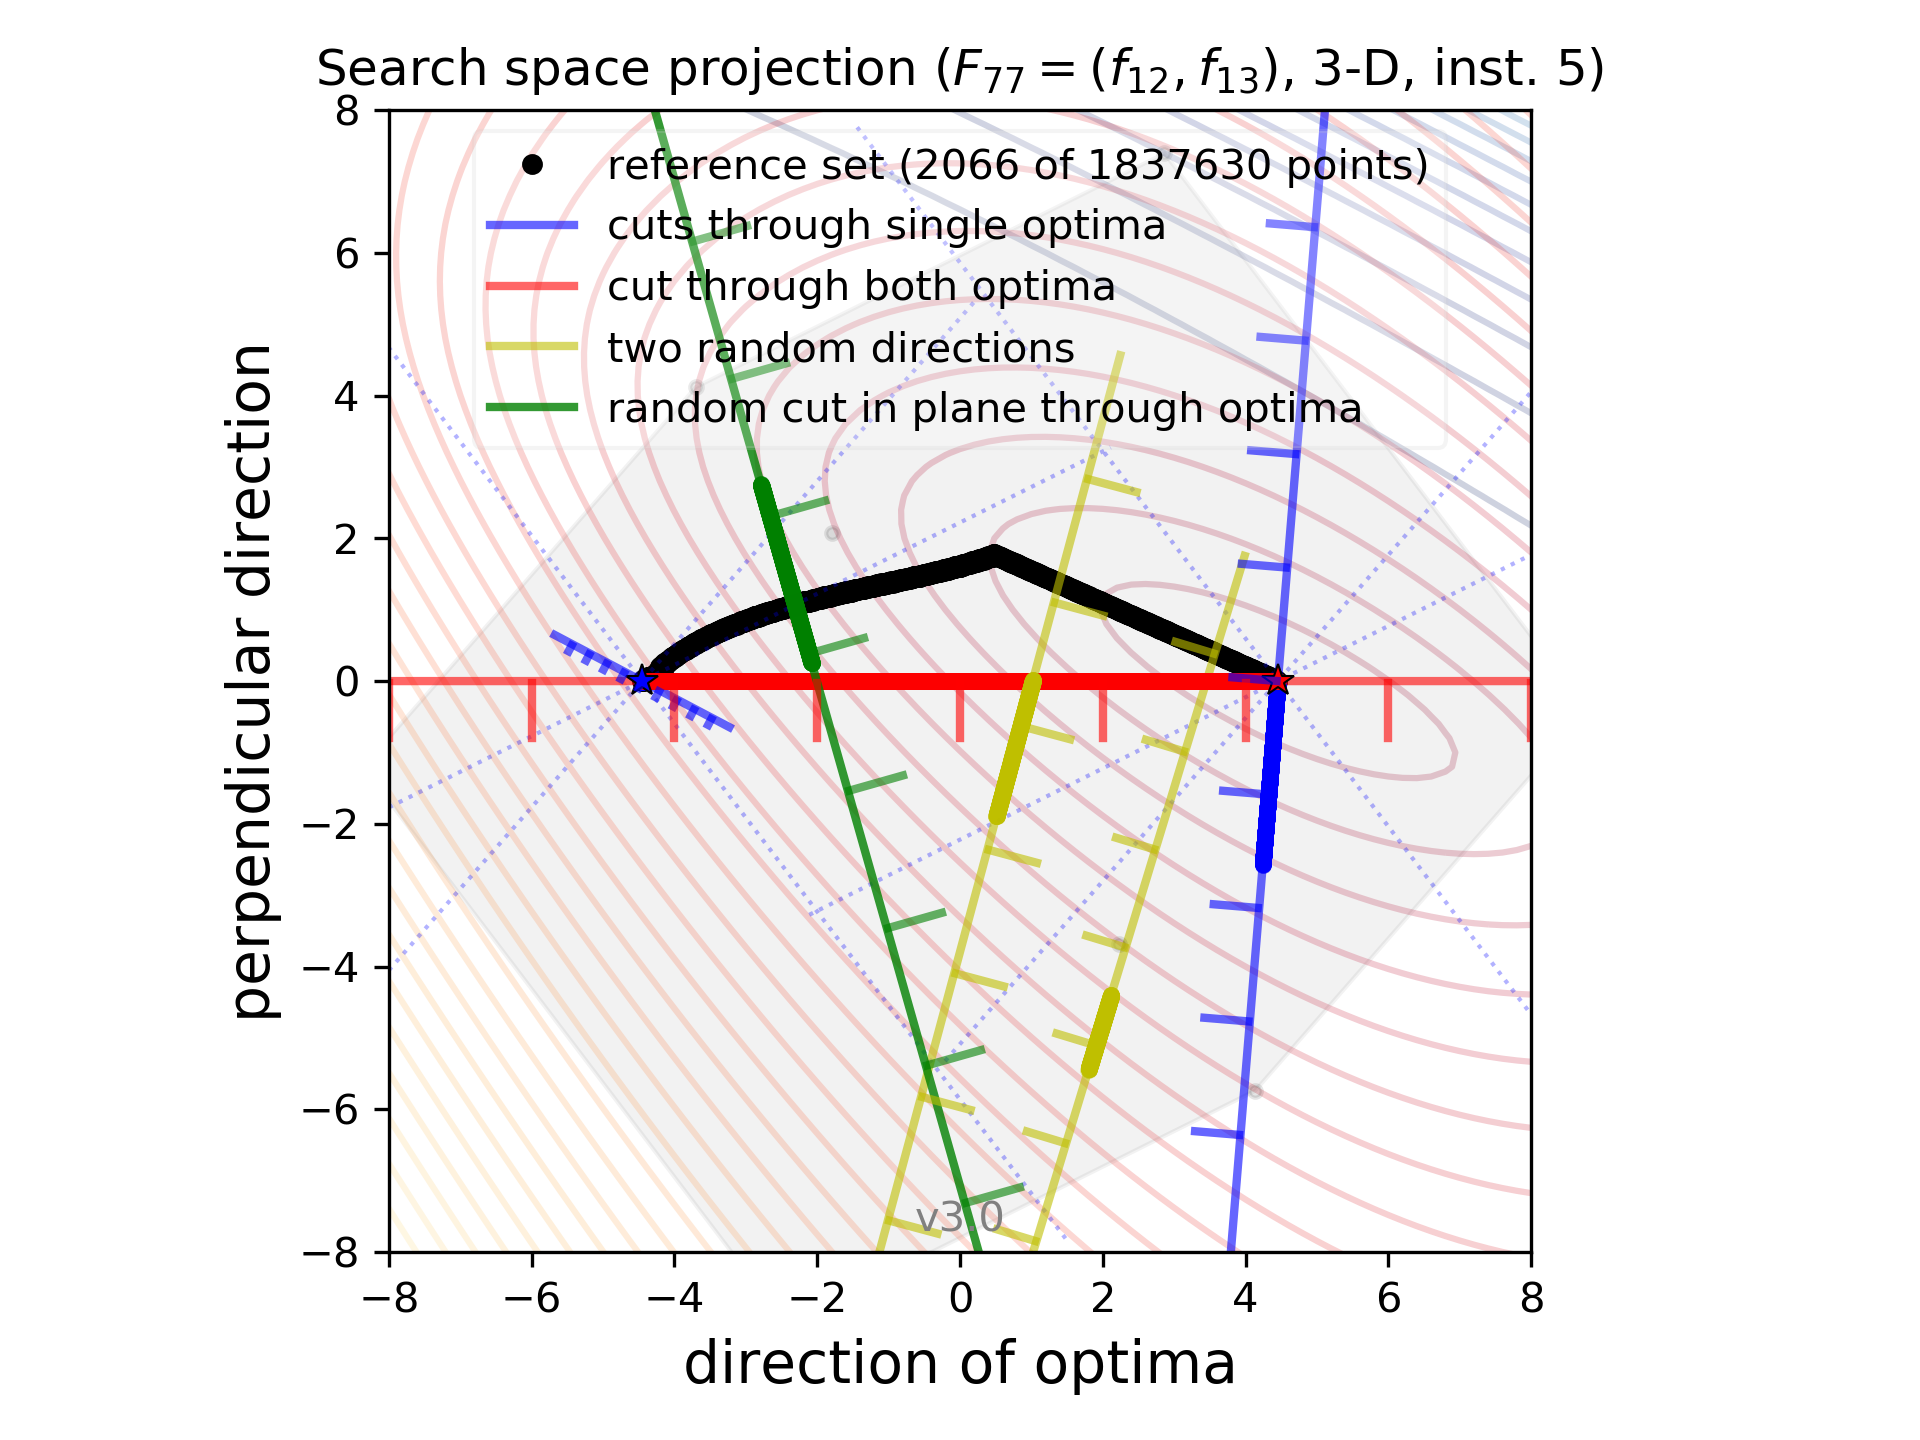 Search space projection (F₇₇ = (f₁₂, f₁₃), 3-D, inst. 5)
reference set (2066 of 1837630 points)
cuts through single optima
cut through both optima
two random directions
random cut in plane through optima
8
6
4
2
0
−2
−4
−6
−8
perpendicular direction
v3.0
−8 −6 −4 −2 0 2 4 6 8
direction of optima